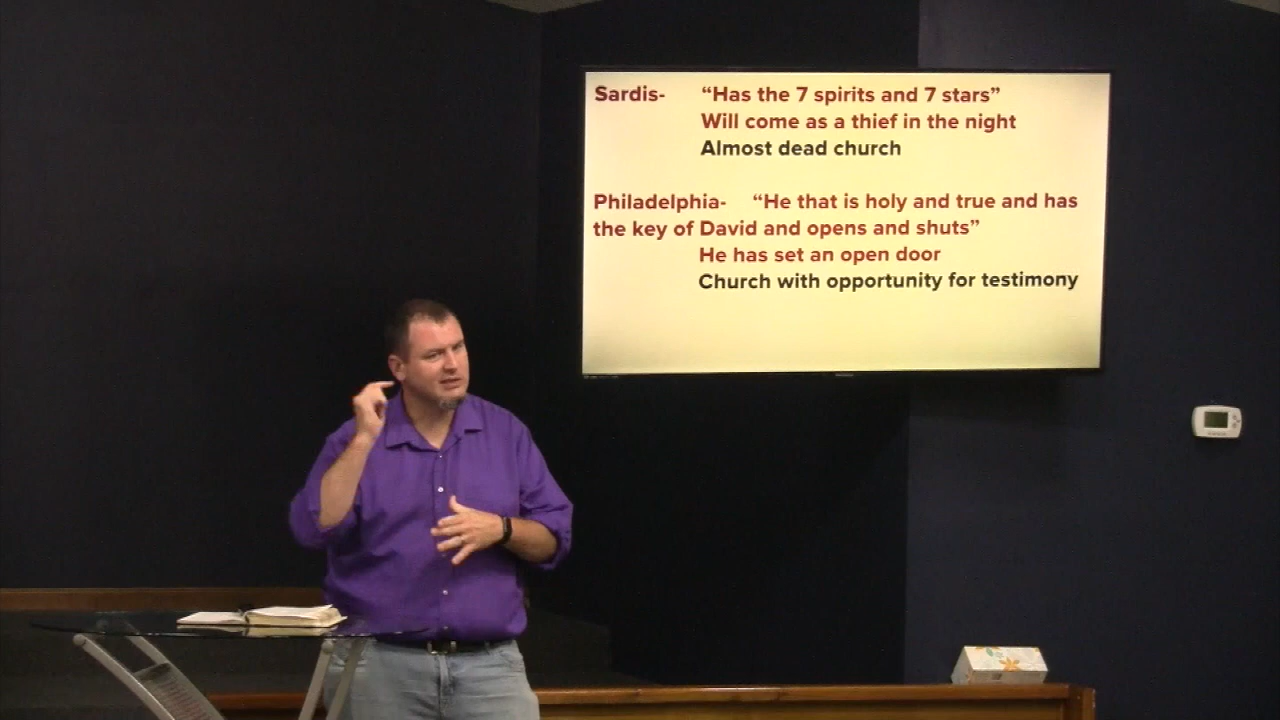 Sardis- “Has the 7 spirits and 7 stars”
Will come as a thief in the night
Almost dead church
Philadelphia- “He that is holy and true and has
the key of David and opens and shuts”
He has set an open door
Church with opportunity for testimony